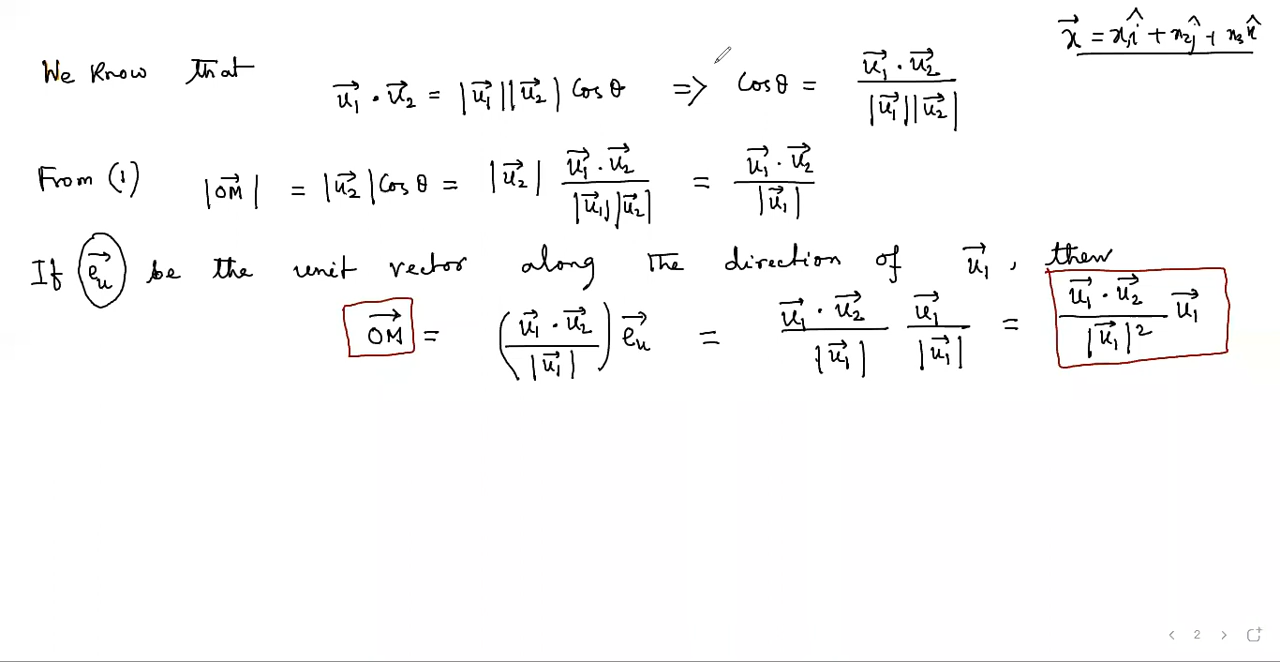 x⃗ = x₁î + x₂ĵ + x₃k̂
We know that
u⃗₁ · u⃗₂ = |u⃗₁||u⃗₂| Cos θ ⇒ Cos θ = (u⃗₁ · u⃗₂) / (|u⃗₁||u⃗₂|)
From (1) |O⃗M⃗| = |u⃗₂| Cos θ = |u⃗₂| (u⃗₁ · u⃗₂) / (|u⃗₁||u⃗₂|) = (u⃗₁ · u⃗₂) / |u⃗₁|
If e⃗ᵤ be the unit vector along the direction of u⃗₁, then
O⃗M⃗ = ((u⃗₁ · u⃗₂) / |u⃗₁|) e⃗ᵤ = (u⃗₁ · u⃗₂) / |u⃗₁| u⃗₁ / |u⃗₁| = (u⃗₁ · u⃗₂) / |u⃗₁|² u⃗₁
< 2 >